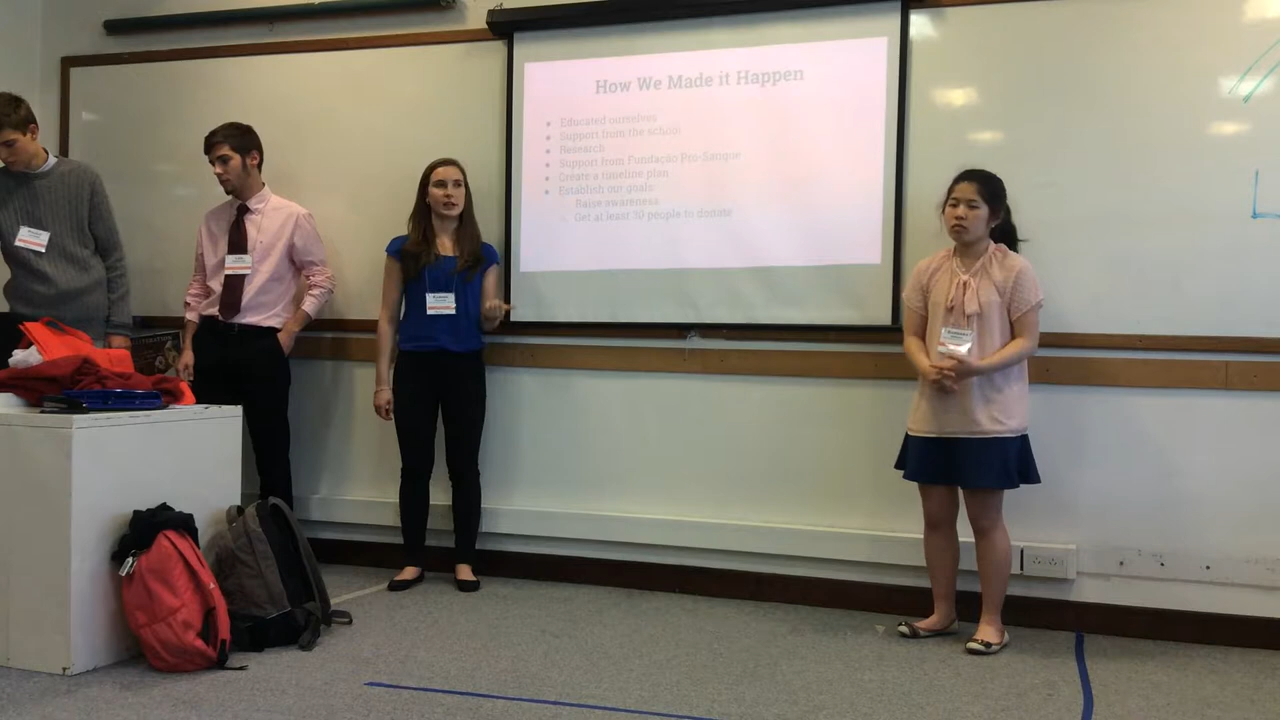 How We Made it Happen
Educated ourselves
Support from the school
Research
Support from Fundação Pro-Sangue
Create a timeline plan
Establish our goals:
Raise awareness
Get at least 30 people to donate